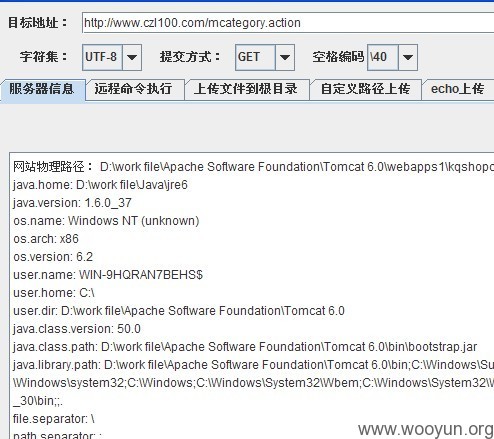 目标地址： http://www.czl100.com/mcategory.action
字符集： UTF-8 提交方式： GET 空格编码 \40
服务器信息 远程命令执行 上传文件到根目录 自定义路径上传 echo上传
网站物理路径： D:\work file\Apache Software Foundation\Tomcat 6.0\webapps1\kqshopc
java.home: D:\work file\Java\jre6
java.version: 1.6.0_37
os.name: Windows NT (unknown)
os.arch: x86
os.version: 6.2
user.name: WIN-9HQRAN7BEHS$
user.home: C:\
user.dir: D:\work file\Apache Software Foundation\Tomcat 6.0
java.class.version: 50.0
java.class.path: D:\work file\Apache Software Foundation\Tomcat 6.0\bin\bootstrap.jar
java.library.path: D:\work file\Apache Software Foundation\Tomcat 6.0\bin;C:\Windows\Su
\Windows\system32;C:\Windows;C:\Windows\System32\Wbem;C:\Windows\System32\W
_30\bin;;.
file.separator: \
path.separator: ;
www.wooyun.org